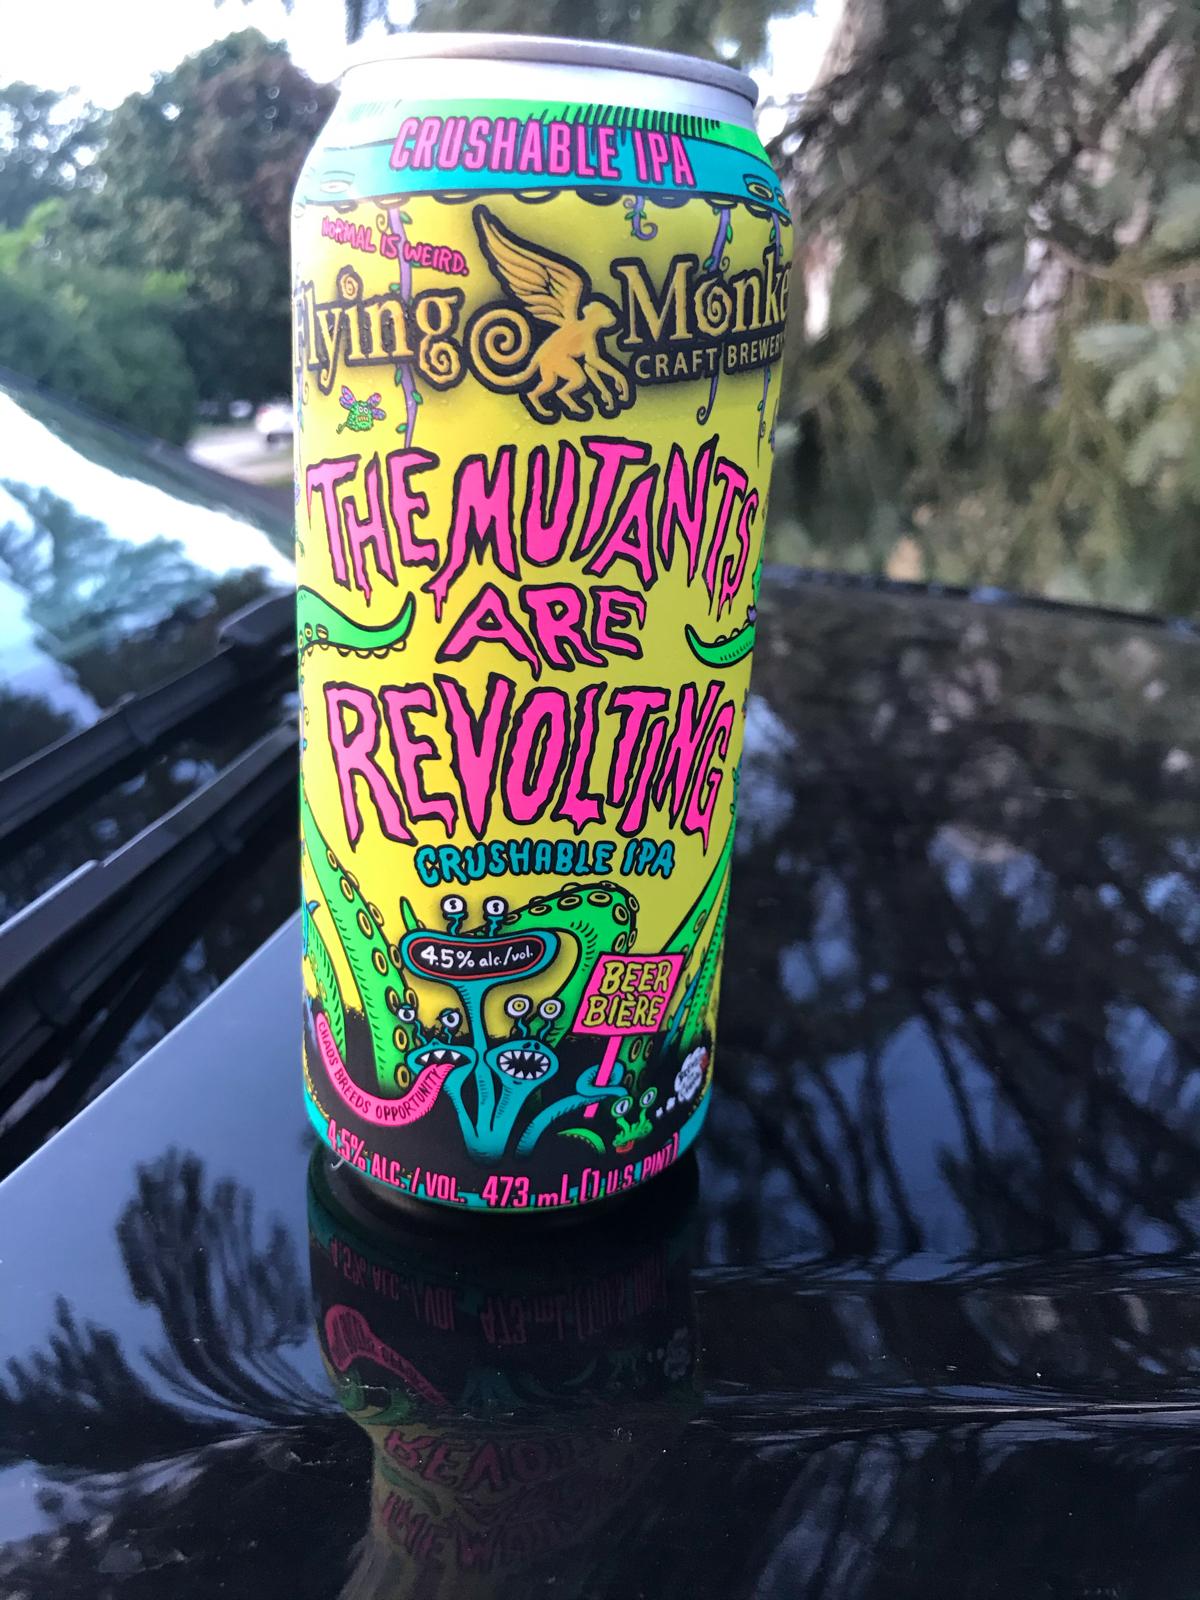 CRUSHABLE IPA
NORMAL IS WEIRD.
Flying Monke
CRAFT BREWER
THE MUTANTS
ARE
REVOLTING
CRUSHABLE IPA
4.5% alc./vol.
BEER
BIÈRE
CHAOS BREEDS OPPORTUNITY
4.5% ALC. / VOL. 473 mL (1 U.S. PINT)